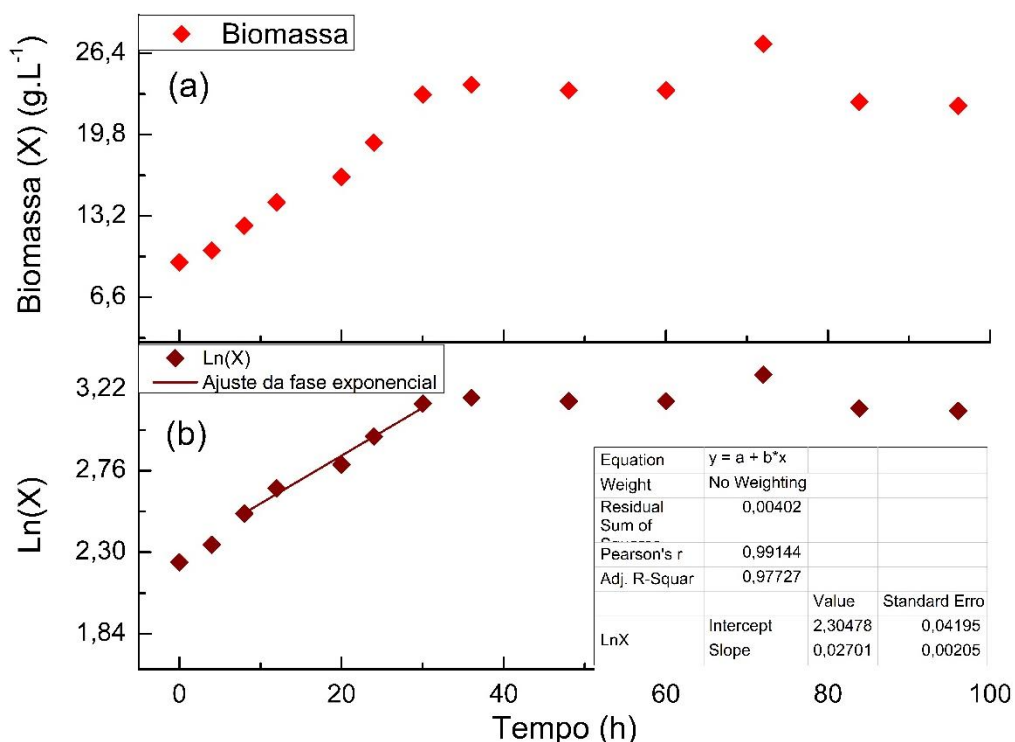 Biomassa
(a)
Biomassa (X) (g.L⁻¹)
26,4
19,8
13,2
6,6
Ln(X)
Ajuste da fase exponencial
(b)
Ln(X)
3,22
2,76
2,30
1,84
Equation y = a + b*x
Weight No Weighting
Residual 0,00402
Sum of
Pearson's r 0,99144
Adj. R-Squar 0,97727
Value Standard Erro
LnX
Intercept 2,30478 0,04195
Slope 0,02701 0,00205
0 20 40 60 80 100
Tempo (h)